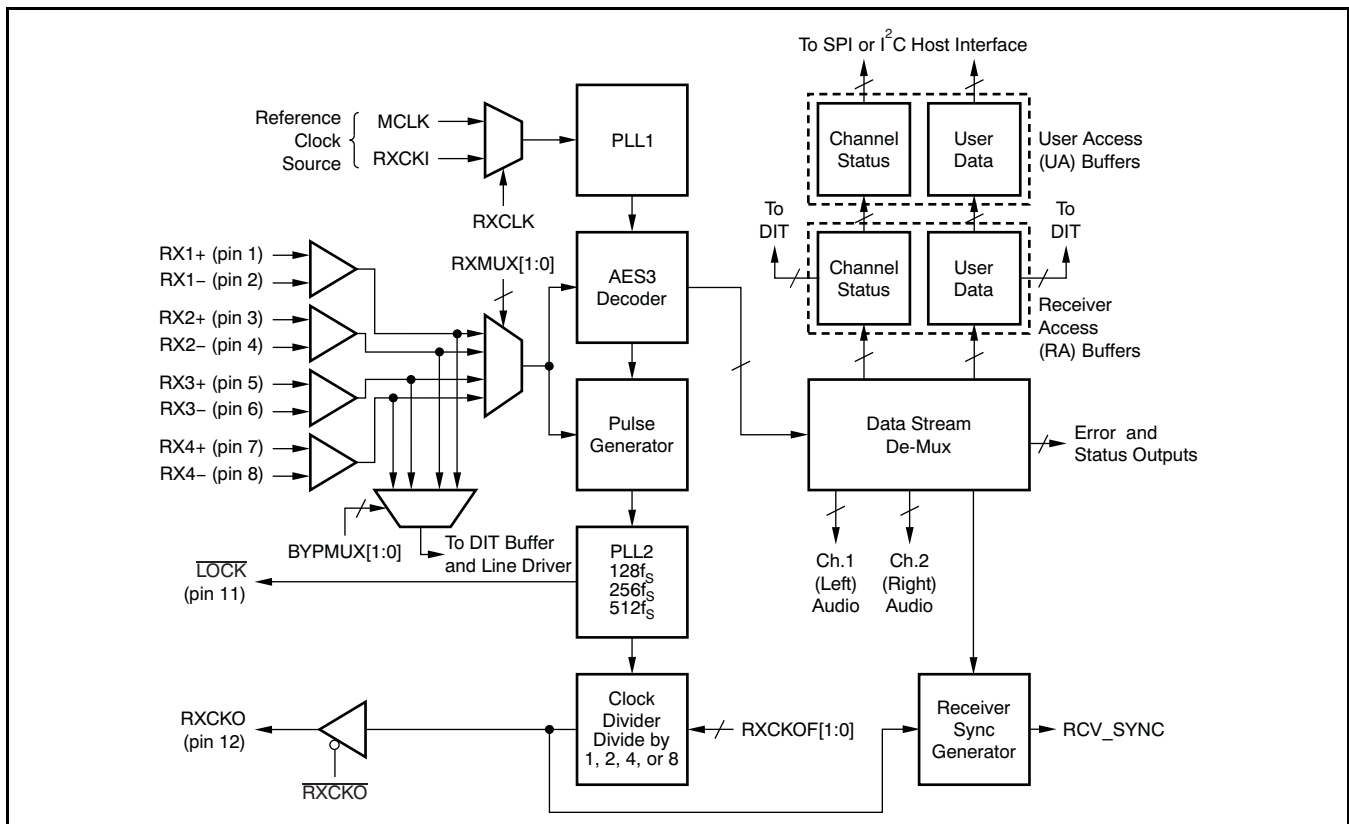 To SPI or I²C Host Interface
Reference
Clock
Source
MCLK
RXCKI
RXCLK
PLL1
Channel
Status
User
Data
User Access
(UA) Buffers
To
DIT
Channel
Status
User
Data
To
DIT
Receiver
Access
(RA) Buffers
RX1+ (pin 1)
RX1− (pin 2)
RX2+ (pin 3)
RX2− (pin 4)
RX3+ (pin 5)
RX3− (pin 6)
RX4+ (pin 7)
RX4− (pin 8)
RXMUX[1:0]
AES3
Decoder
Pulse
Generator
Data Stream
De-Mux
Error and
Status Outputs
BYPMUX[1:0]
To DIT Buffer
and Line Driver
LOCK
(pin 11)
PLL2
128fS
256fS
512fS
Ch.1
(Left)
Audio
Ch.2
(Right)
Audio
RXCKO
(pin 12)
RXCKO
Clock
Divider
Divide by
1, 2, 4, or 8
RXCKOF[1:0]
Receiver
Sync
Generator
RCV_SYNC